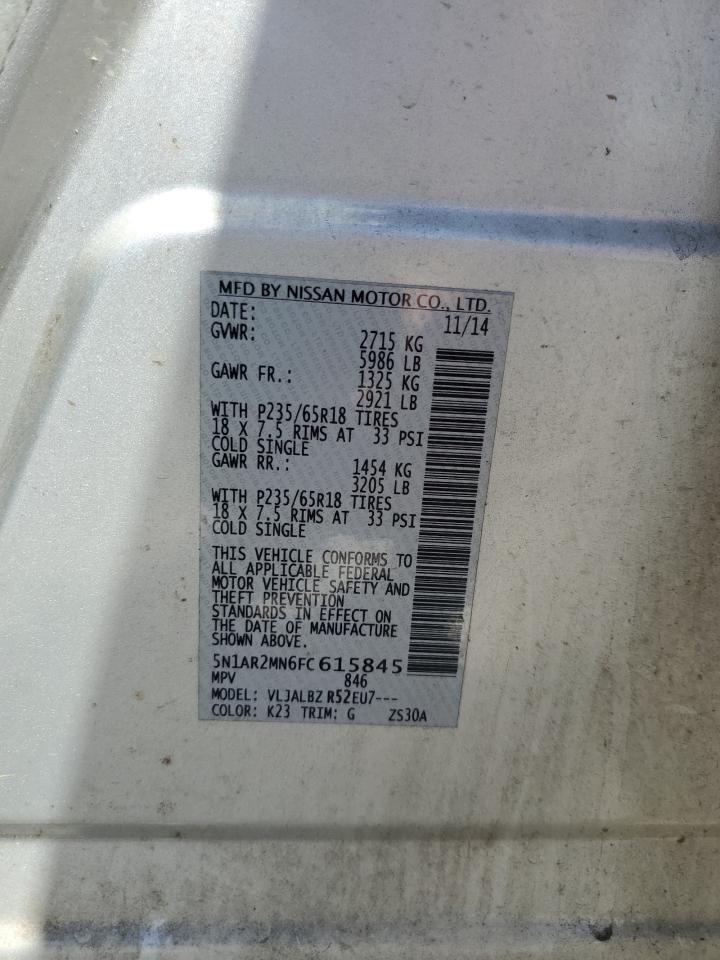 MFD BY NISSAN MOTOR CO., LTD.
DATE: 11/14
GVWR: 2715 KG
5986 LB
GAWR FR.: 1325 KG
2921 LB
WITH P235/65R18 TIRES
18 X 7.5 RIMS AT 33 PSI
COLD SINGLE
GAWR RR.: 1454 KG
3205 LB
WITH P235/65R18 TIRES
18 X 7.5 RIMS AT 33 PSI
COLD SINGLE
THIS VEHICLE CONFORMS TO
ALL APPLICABLE FEDERAL
MOTOR VEHICLE SAFETY AND
THEFT PREVENTION
STANDARDS IN EFFECT ON
THE DATE OF MANUFACTURE
SHOWN ABOVE.
5N1AR2MN6FC615845
MPV 846
MODEL: VLJALBZ R52EU7---
COLOR: K23 TRIM: G ZS30A